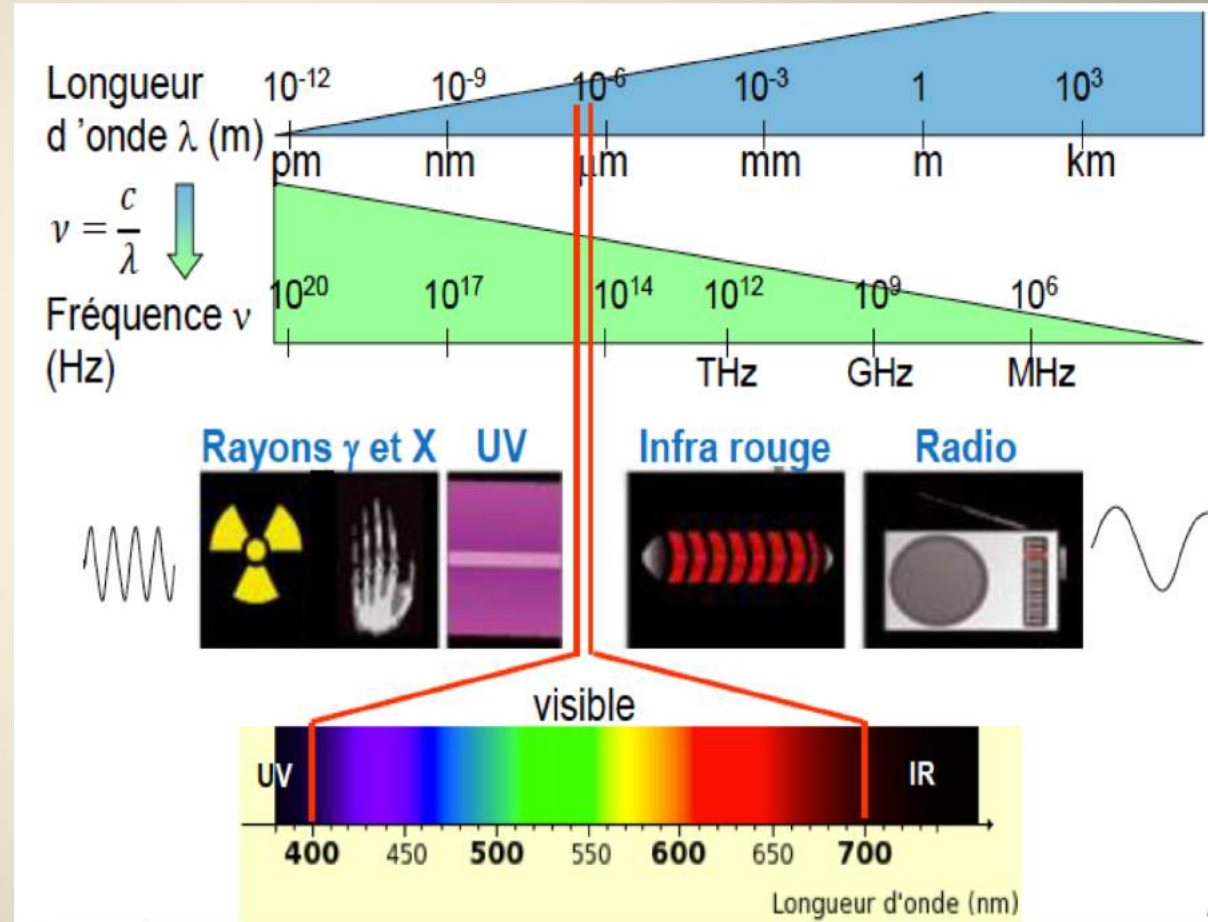 Longueur
d ’onde λ (m)
10⁻¹² 10⁻⁹ 10⁻⁶ 10⁻³ 1 10³
pm nm μm mm m km
ν = c/λ
Fréquence ν
(Hz)
10²⁰ 10¹⁷ 10¹⁴ 10¹² 10⁹ 10⁶
THz GHz MHz
Rayons γ et X UV Infra rouge Radio
visible
UV IR
400 450 500 550 600 650 700
Longueur d'onde (nm)